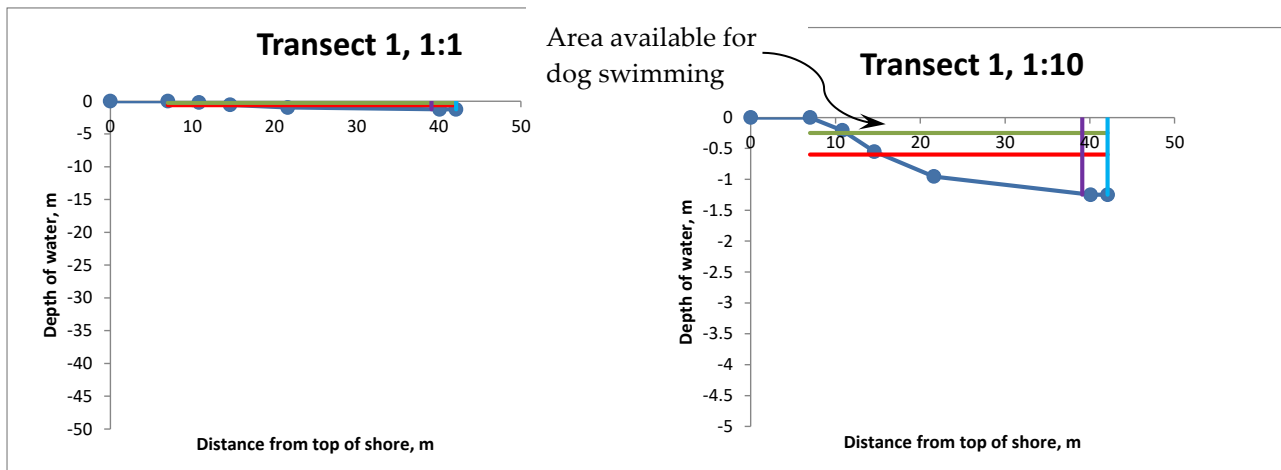 Transect 1, 1:1
0
-5
-10
-15
-20
-25
-30
-35
-40
-45
-50
0 10 20 30 40 50
Depth of water, m
Distance from top of shore, m
Area available for
dog swimming
Transect 1, 1:10
0
-0.5
-1
-1.5
-2
-2.5
-3
-3.5
-4
-4.5
-5
0 10 20 30 40 50
Depth of water, m
Distance from top of shore, m